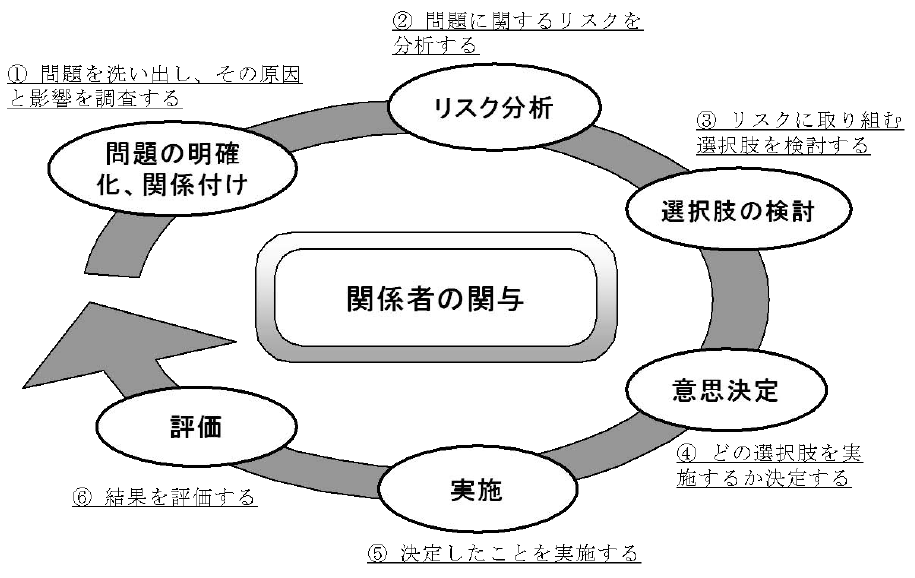 ① 問題を洗い出し、その原因
と影響を調査する
問題の明確
化、関係付け
② 問題に関するリスクを
分析する
リスク分析
③ リスクに取り組む
選択肢を検討する
選択肢の検討
関係者の関与
意思決定
④ どの選択肢を実
施するか決定する
実施
⑤ 決定したことを実施する
評価
⑥ 結果を評価する